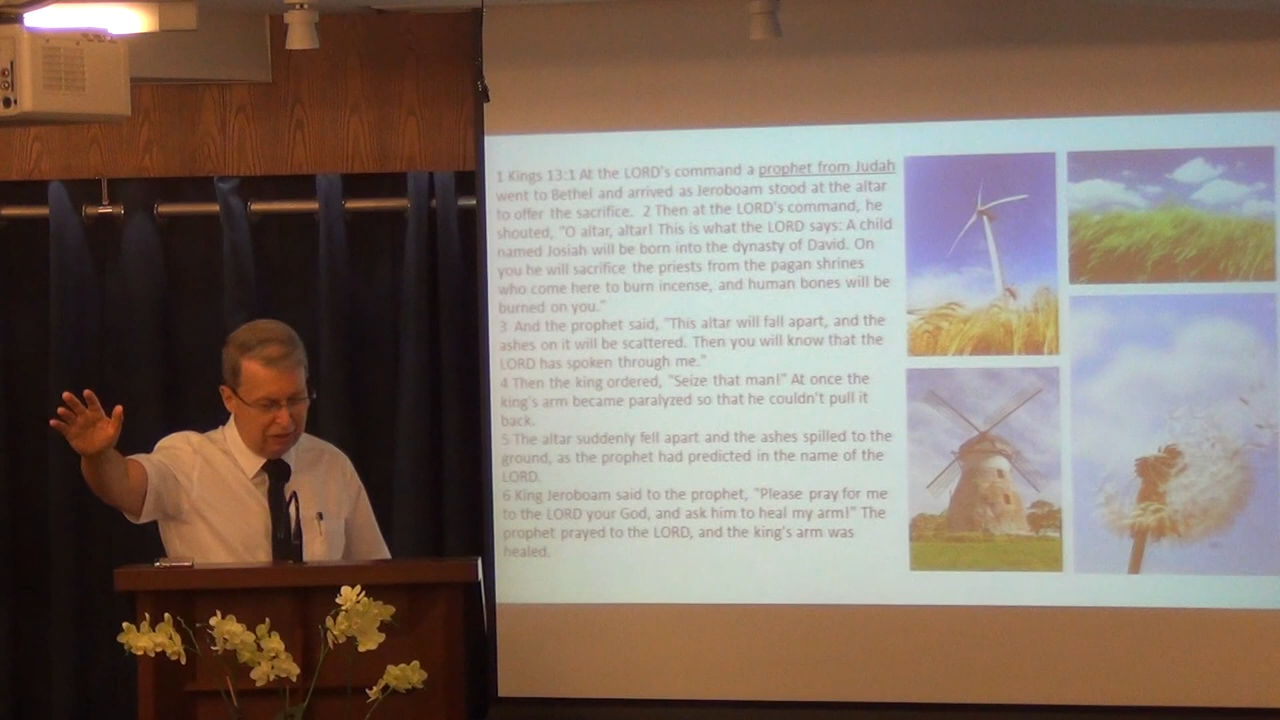 1 Kings 13:1 At the LORD's command a prophet from Judah
went to Bethel and arrived as Jeroboam stood at the altar
to offer the sacrifice. 2 Then at the LORD's command, he
shouted, "O altar, altar! This is what the LORD says: A child
named Josiah will be born into the dynasty of David. On
you he will sacrifice the priests from the pagan shrines
who come here to burn incense, and human bones will be
burned on you."
3 And the prophet said, "This altar will fall apart, and the
ashes on it will be scattered. Then you will know that the
LORD has spoken through me."
4 Then the king ordered, "Seize that man!" At once the
king's arm became paralyzed so that he couldn't pull it
back.
5 The altar suddenly fell apart and the ashes spilled to the
ground, as the prophet had predicted in the name of the
LORD.
6 King Jeroboam said to the prophet, "Please pray for me
to the LORD your God, and ask him to heal my arm!" The
prophet prayed to the LORD, and the king's arm was
healed.